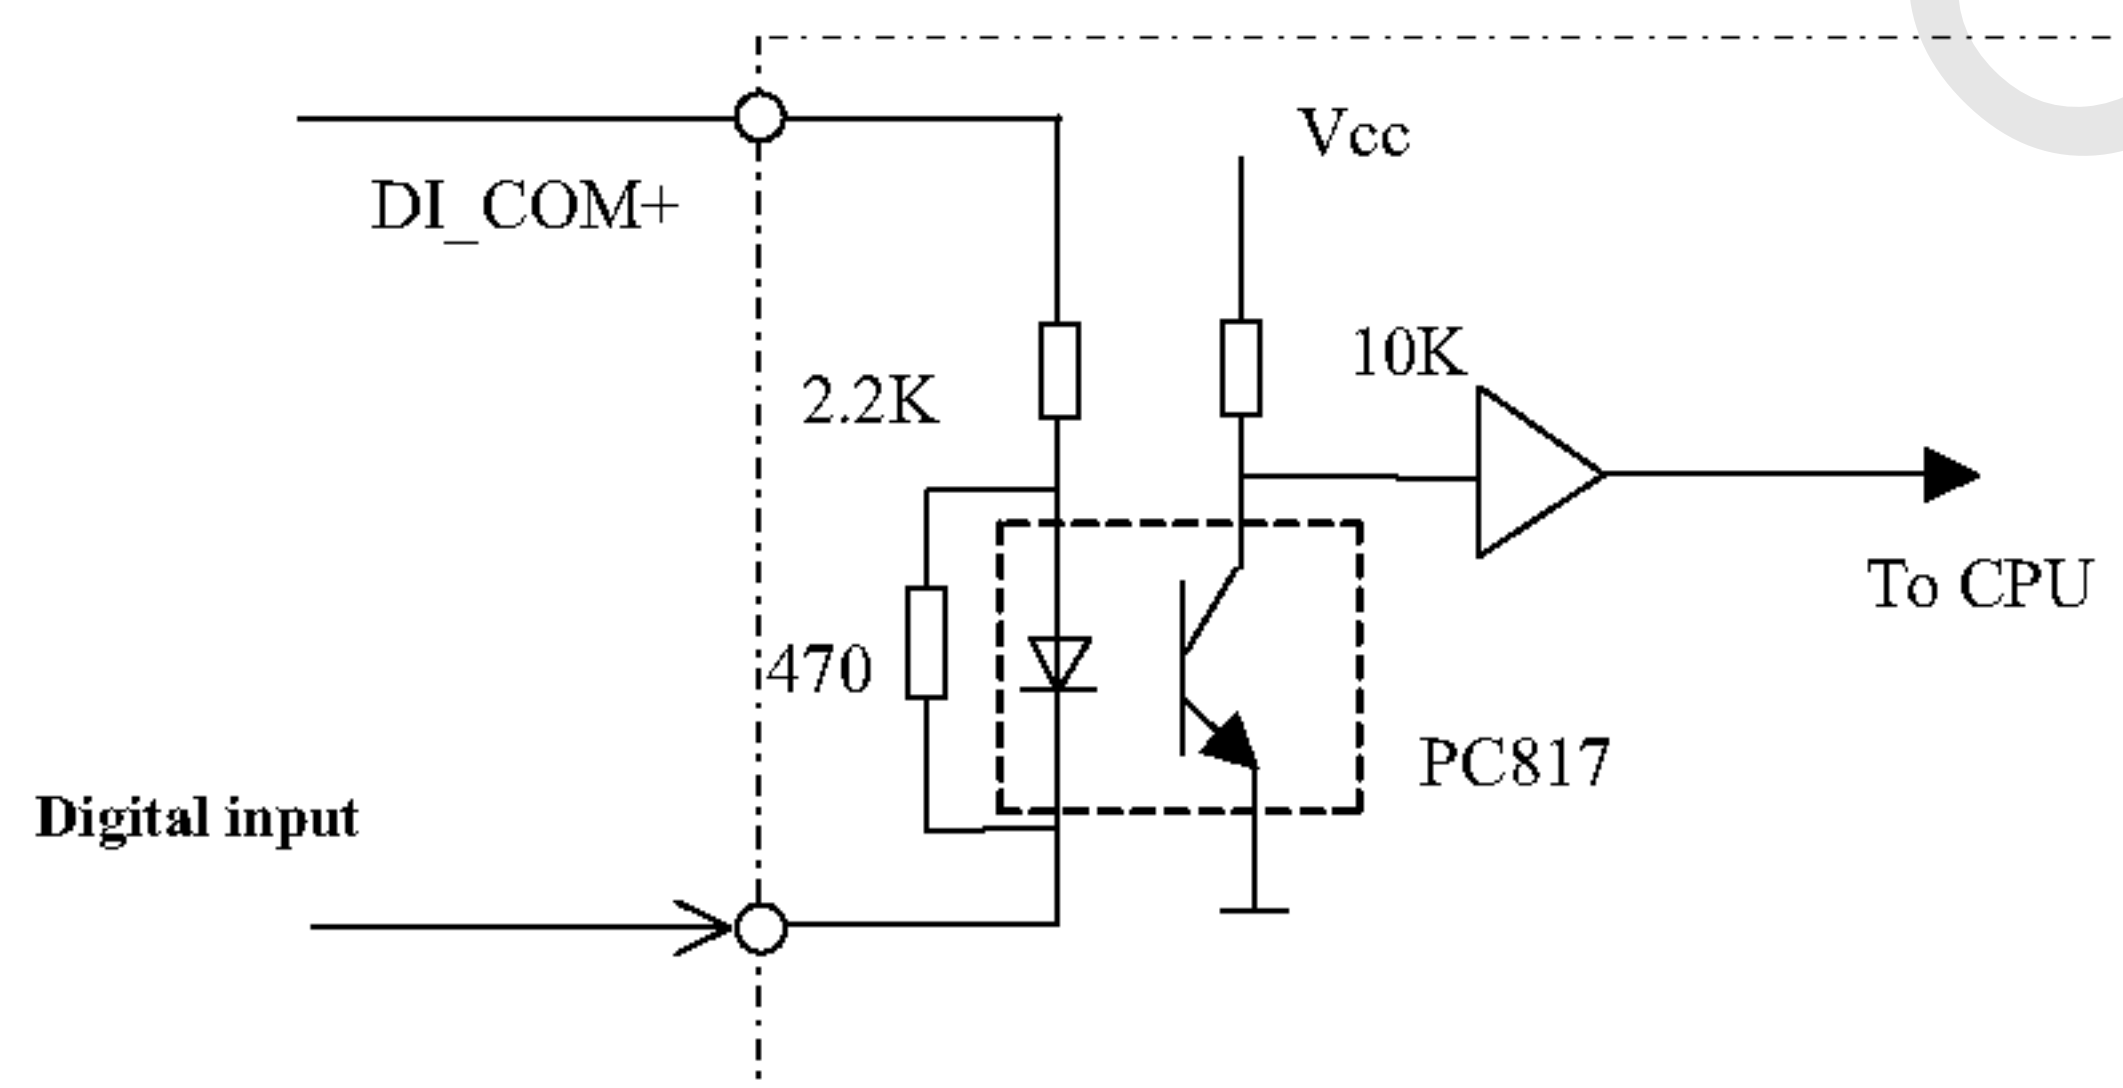 Vcc
DI_COM+
10K
2.2K
To CPU
470
PC817
Digital input